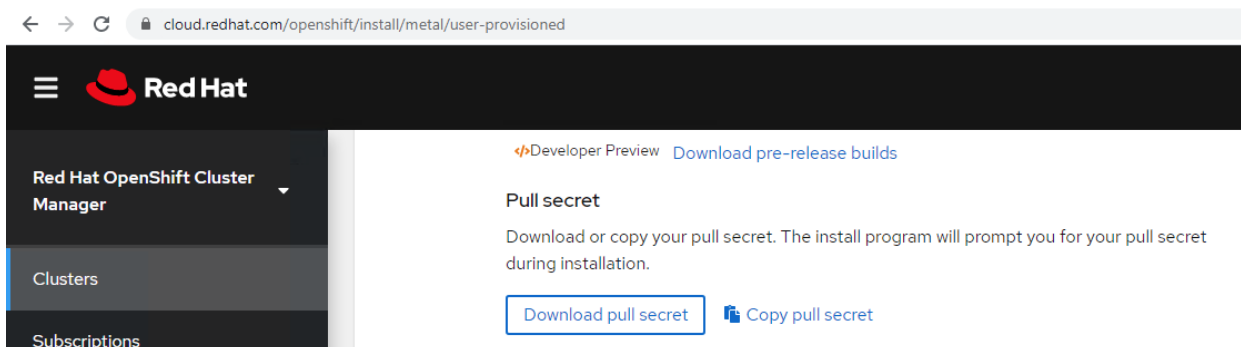 cloud.redhat.com/openshift/install/metal/user-provisioned
Red Hat
Red Hat OpenShift Cluster
Manager
Clusters
Subscriptions
</>Developer Preview Download pre-release builds
Pull secret
Download or copy your pull secret. The install program will prompt you for your pull secret
during installation.
Download pull secret Copy pull secret